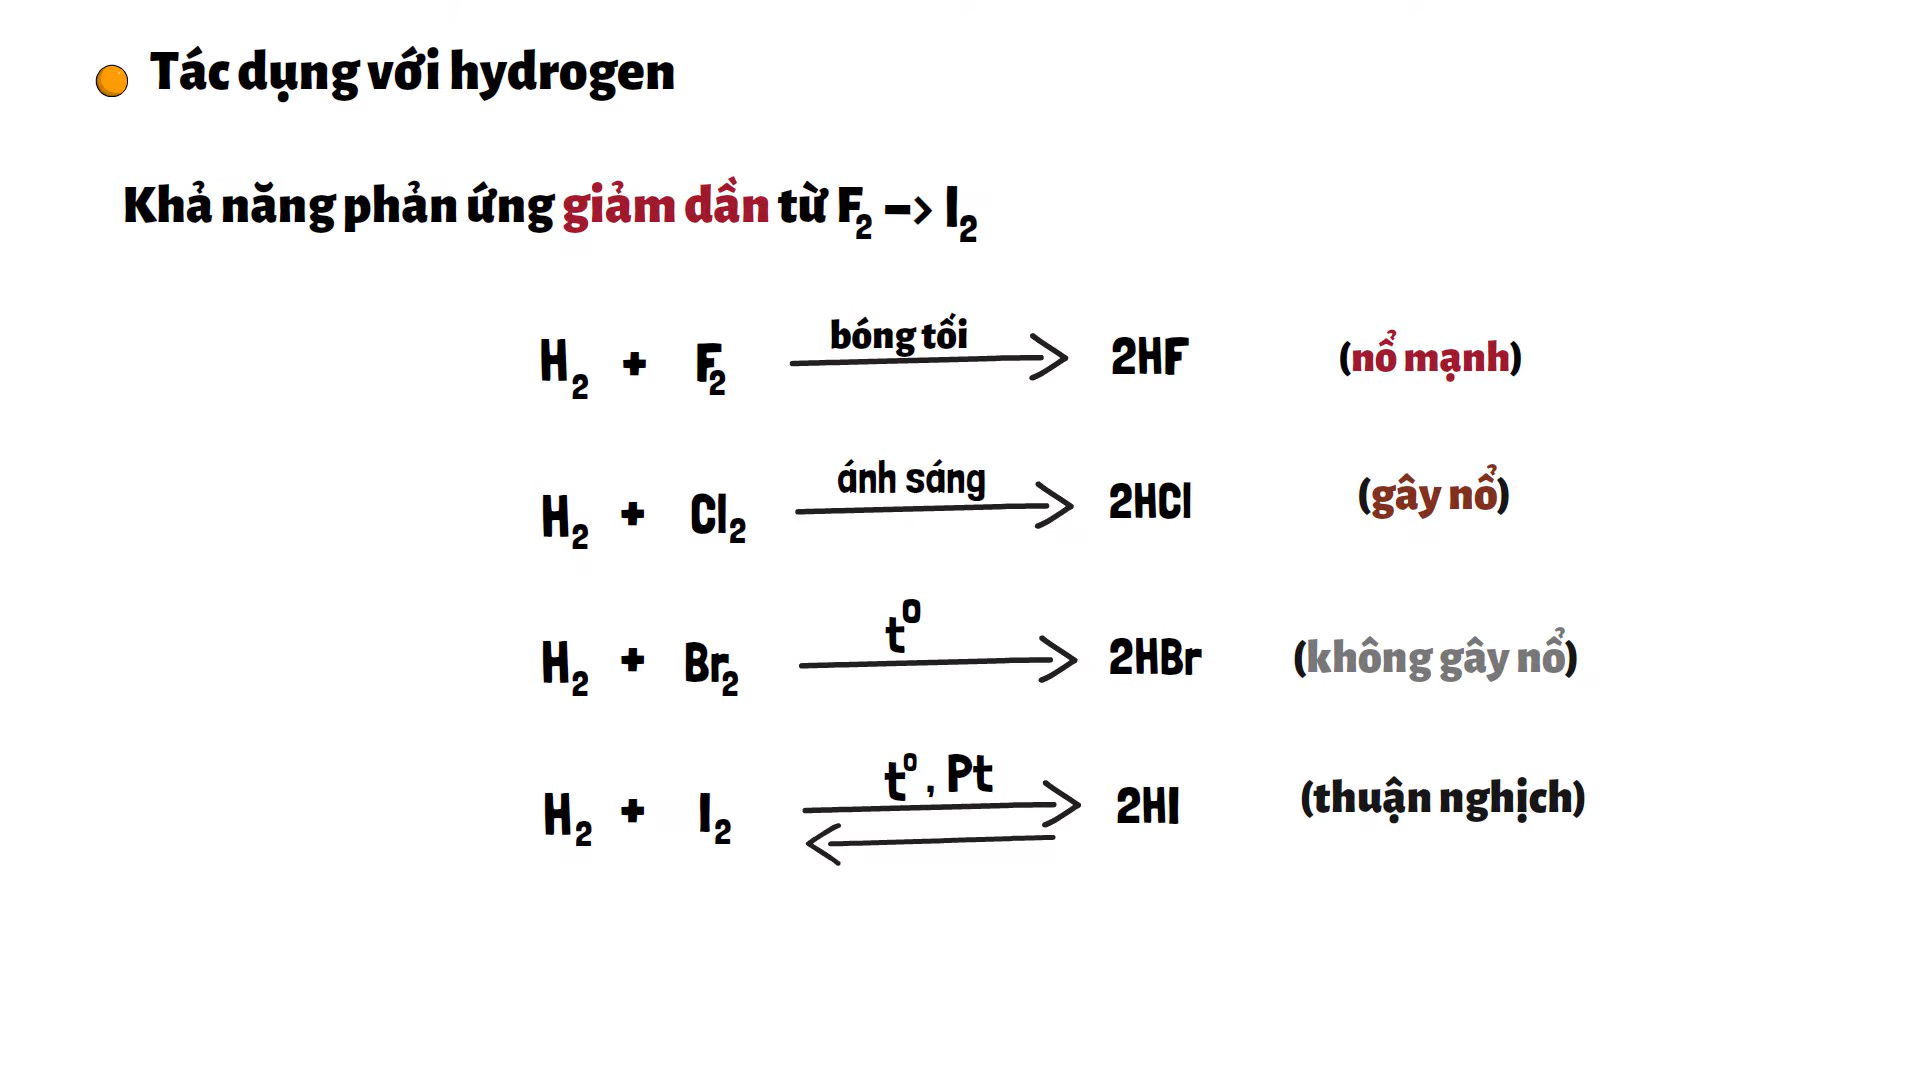 Tác dụng với hydrogen
Khả năng phản ứng giảm dần từ F₂ –> I₂
H₂ + F₂ bóng tối 2HF (nổ mạnh)
H₂ + Cl₂ ánh sáng 2HCl (gây nổ)
H₂ + Br₂ t⁰ 2HBr (không gây nổ)
H₂ + I₂ t⁰, Pt 2HI (thuận nghịch)